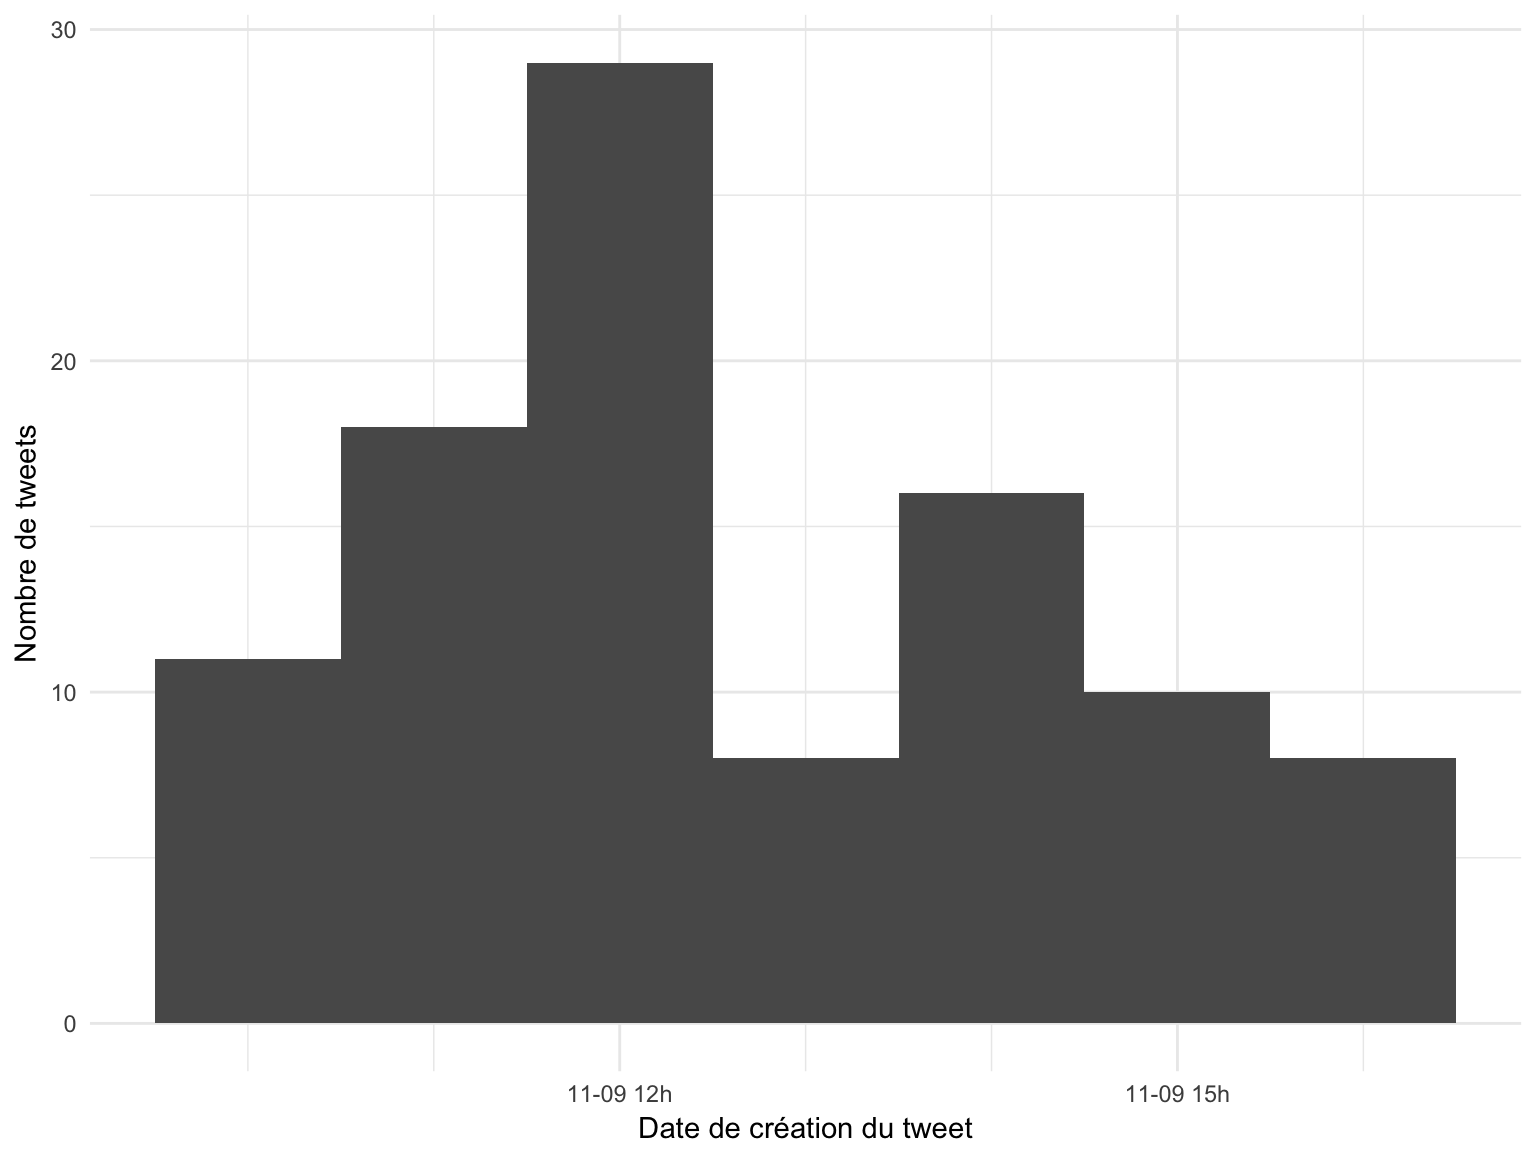 30
20
10
0
Nombre de tweets
11-09 12h
11-09 15h
Date de création du tweet